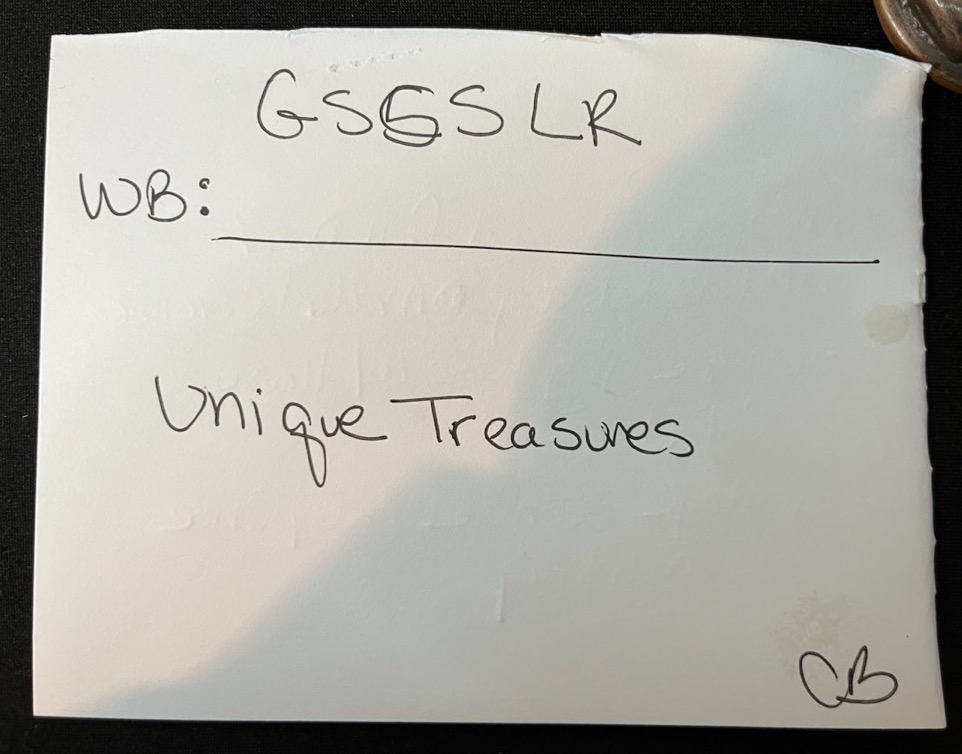 GSGSLR
WB:
Unique Treasures
CB